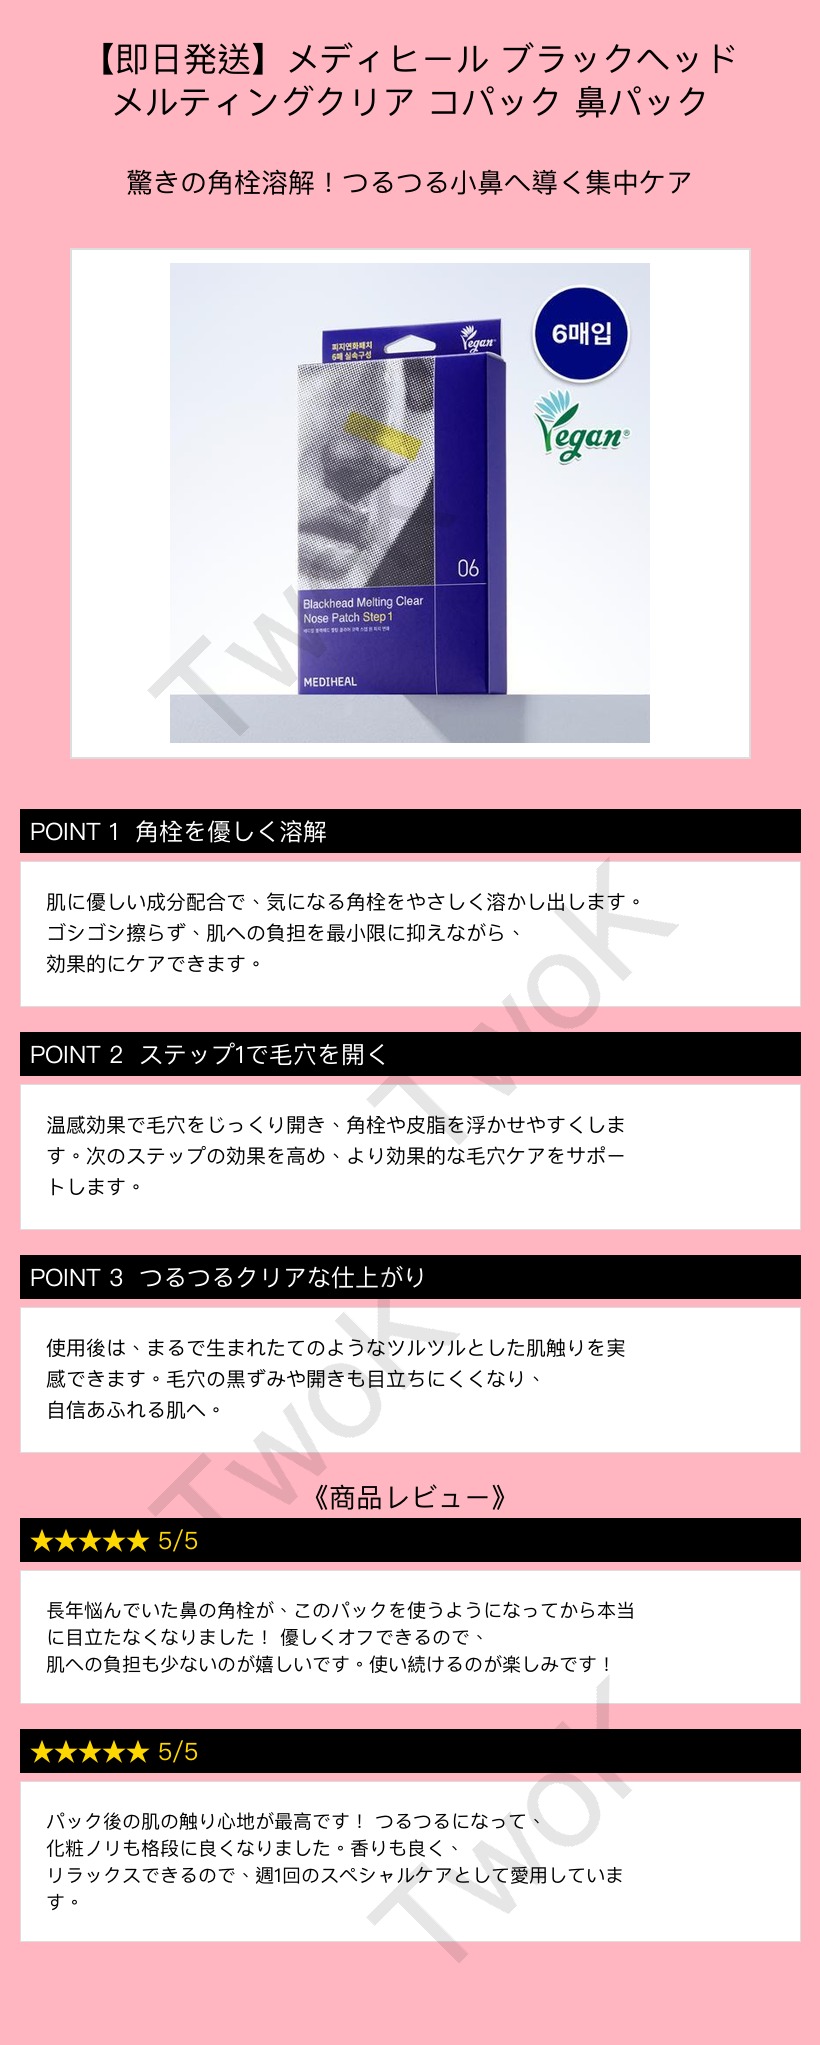 【即日発送】メディヒール ブラックヘッド
メルティングクリア コパック 鼻パック
驚きの角栓溶解！つるつる小鼻へ導く集中ケア
피지연화패치
6매 실속구성
Vegan
6매입
Vegan®
06
Blackhead Melting Clear
Nose Patch Step 1
MEDIHEAL
TwoK
POINT 1 角栓を優しく溶解
肌に優しい成分配合で、気になる角栓をやさしく溶かし出します。
ゴシゴシ擦らず、肌への負担を最小限に抑えながら、
効果的にケアできます。
TwoK
POINT 2 ステップ1で毛穴を開く
温感効果で毛穴をじっくり開き、角栓や皮脂を浮かせやすくしま
す。次のステップの効果を高め、より効果的な毛穴ケアをサポー
トします。
POINT 3 つるつるクリアな仕上がり
使用後は、まるで生まれたてのようなツルツルとした肌触りを実
感できます。毛穴の黒ずみや開きも目立ちにくくなり、
自信あふれる肌へ。
TwoK
《商品レビュー》
★★★★★ 5/5
長年悩んでいた鼻の角栓が、このパックを使うようになってから本当
に目立たなくなりました！ 優しくオフできるので、
肌への負担も少ないのが嬉しいです。使い続けるのが楽しみです！
★★★★★ 5/5
パック後の肌の触り心地が最高です！ つるつるになって、
化粧ノリも格段に良くなりました。香りも良く、
リラックスできるので、週1回のスペシャルケアとして愛用していま
す。
TwoK